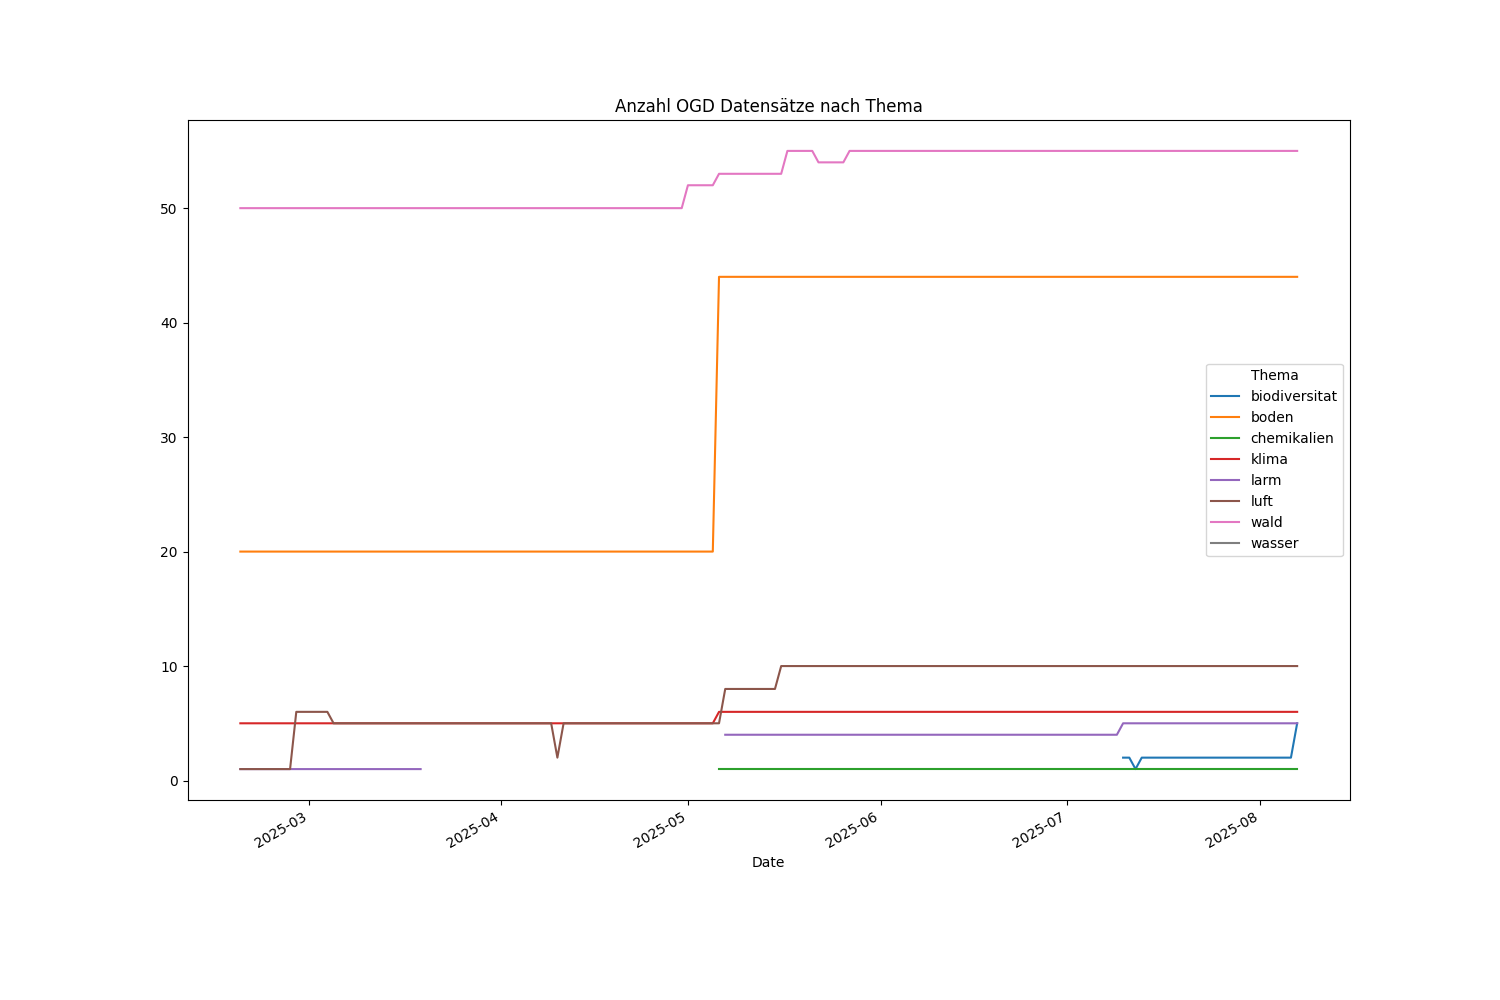 Anzahl OGD Datensätze nach Thema
50
40
30
20
10
0
Thema
biodiversitat
boden
chemikalien
klima
larm
luft
wald
wasser
2025-03
2025-04
2025-05
2025-06
2025-07
2025-08
Date